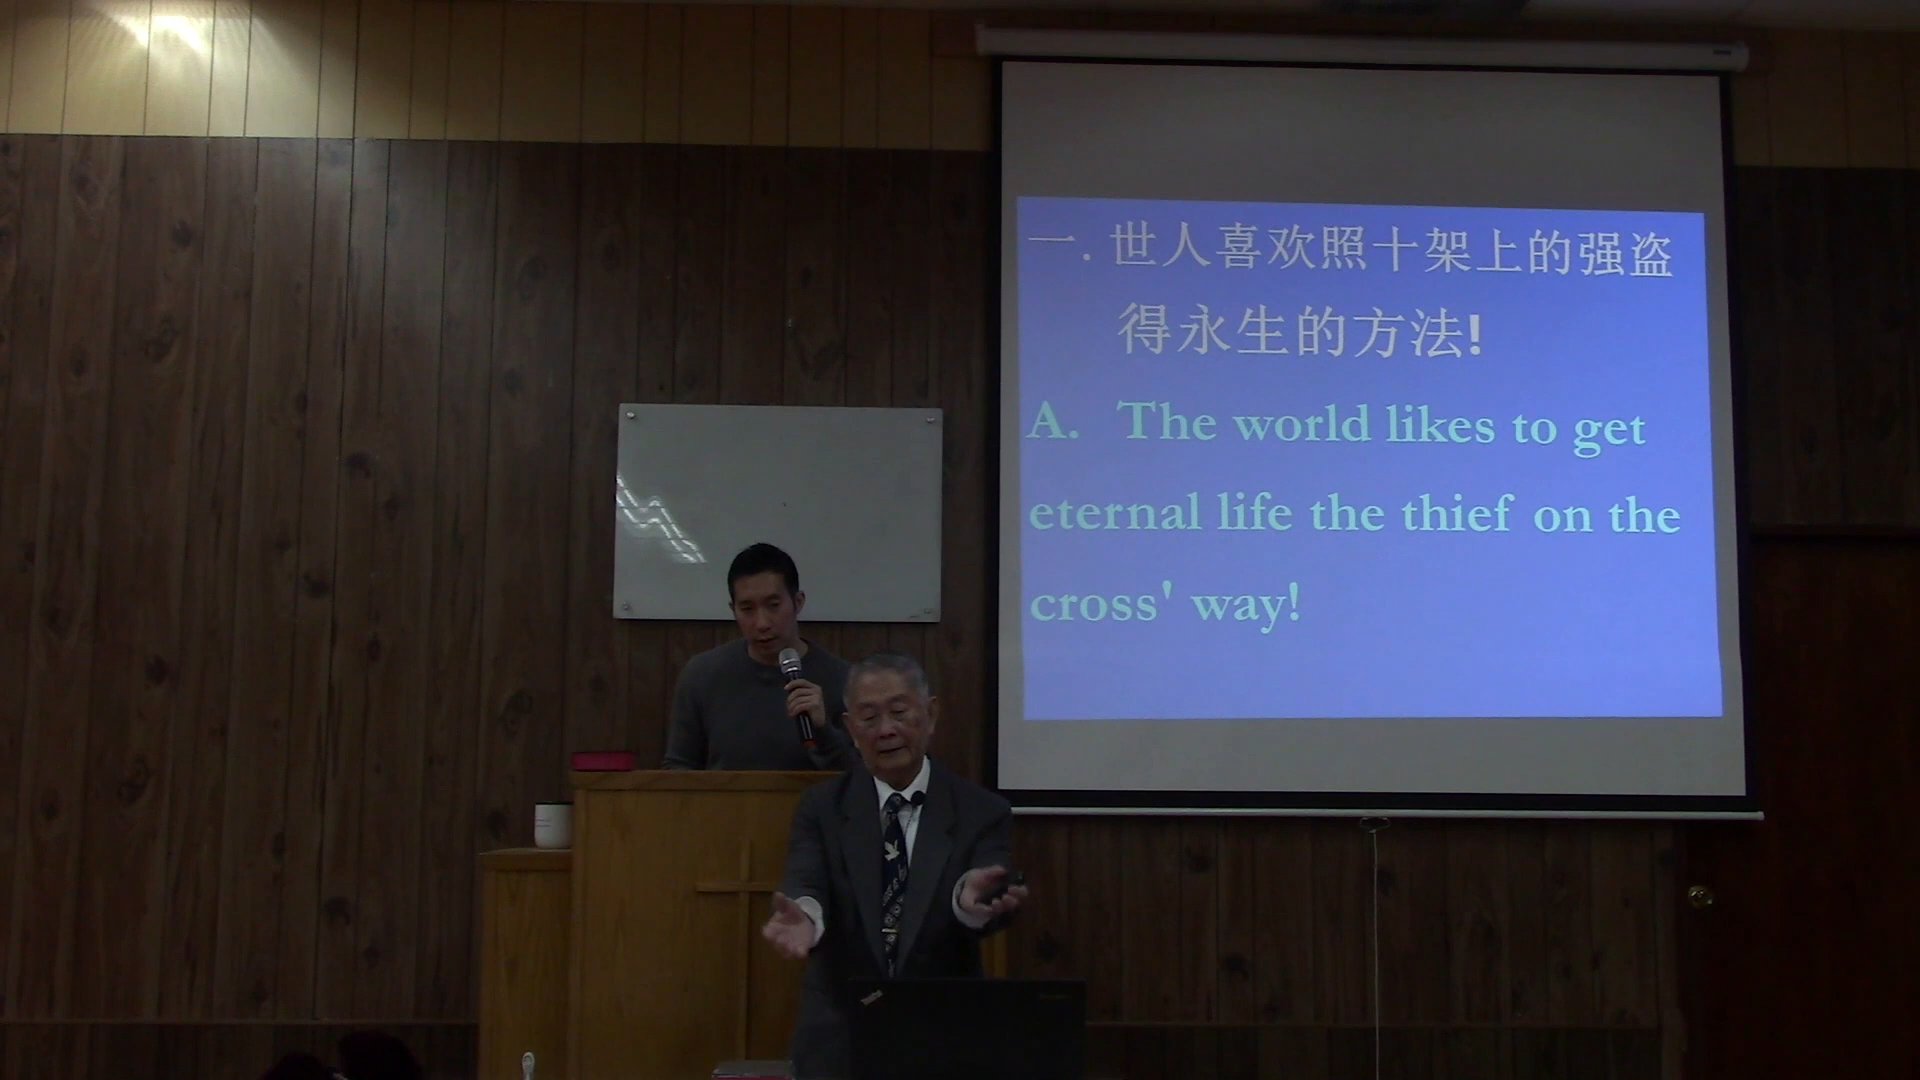 一. 世人喜欢照十架上的强盗
得永生的方法!
A. The world likes to get
eternal life the thief on the
cross' way!
ThinkPad